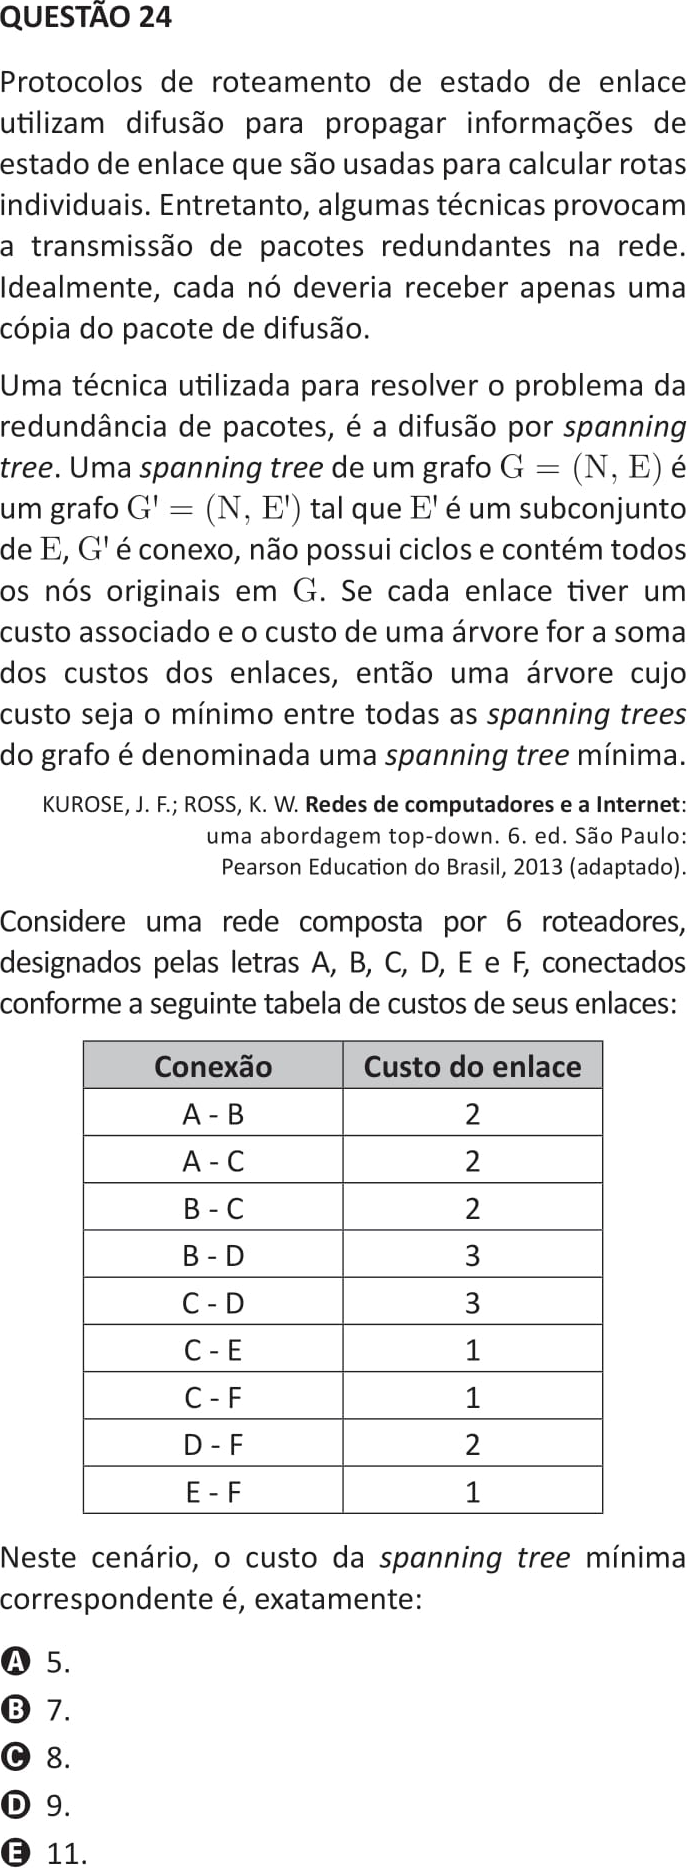 QUESTÃO 24
Protocolos de roteamento de estado de enlace
utilizam difusão para propagar informações de
estado de enlace que são usadas para calcular rotas
individuais. Entretanto, algumas técnicas provocam
a transmissão de pacotes redundantes na rede.
Idealmente, cada nó deveria receber apenas uma
cópia do pacote de difusão.
Uma técnica utilizada para resolver o problema da
redundância de pacotes, é a difusão por spanning
tree. Uma spanning tree de um grafo G = (N, E) é
um grafo G' = (N, E') tal que E' é um subconjunto
de E, G' é conexo, não possui ciclos e contém todos
os nós originais em G. Se cada enlace tiver um
custo associado e o custo de uma árvore for a soma
dos custos dos enlaces, então uma árvore cujo
custo seja o mínimo entre todas as spanning trees
do grafo é denominada uma spanning tree mínima.
KUROSE, J. F.; ROSS, K. W. Redes de computadores e a Internet:
uma abordagem top-down. 6. ed. São Paulo:
Pearson Education do Brasil, 2013 (adaptado).
Considere uma rede composta por 6 roteadores,
designados pelas letras A, B, C, D, E e F, conectados
conforme a seguinte tabela de custos de seus enlaces:
Conexão Custo do enlace
A - B 2
A - C 2
B - C 2
B - D 3
C - D 3
C - E 1
C - F 1
D - F 2
E - F 1
Neste cenário, o custo da spanning tree mínima
correspondente é, exatamente:
A 5.
B 7.
C 8.
D 9.
E 11.